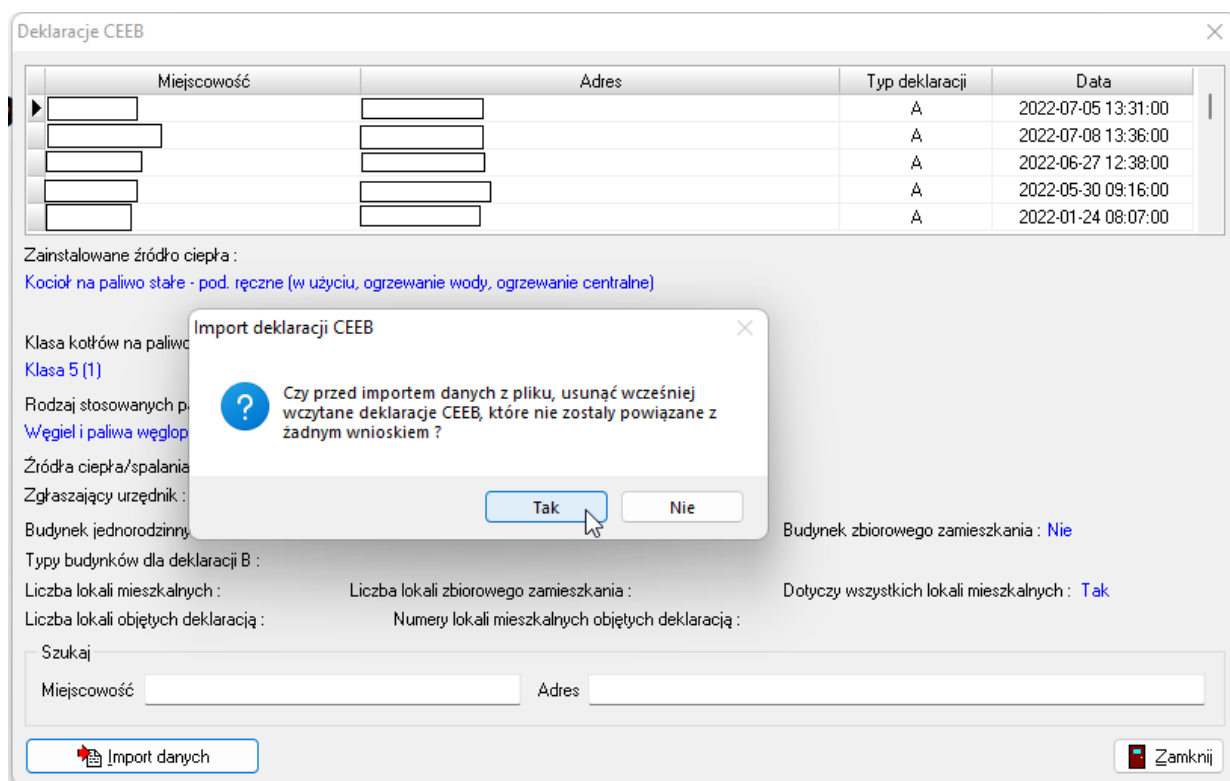 Deklaracje CEEB
Miejscowość Adres Typ deklaracji Data
A 2022-07-05 13:31:00
A 2022-07-08 13:36:00
A 2022-06-27 12:38:00
A 2022-05-30 09:16:00
A 2022-01-24 08:07:00
Zainstalowane źródło ciepła :
Kocioł na paliwo stałe - pod. ręczne (w użyciu, ogrzewanie wody, ogrzewanie centralne)
Import deklaracji CEEB
Klasa kotłów na paliwo
Klasa 5 (1)
Czy przed importem danych z pliku, usunąć wcześniej
wczytane deklaracje CEEB, które nie zostaly powiązane z
żadnym wnioskiem ?
Rodzaj stosowanych
Węgiel i paliwa
Źródła ciepła/spalania
Zgłaszający urzędnik :
Tak Nie
Budynek jednorodzinny Budynek zbiorowego zamieszkania : Nie
Typy budynków dla deklaracji B :
Liczba lokali mieszkalnych : Liczba lokali zbiorowego zamieszkania : Dotyczy wszystkich lokali mieszkalnych : Tak
Liczba lokali objętych deklaracją : Numery lokali mieszkalnych objętych deklaracją :
Szukaj
Miejscowość Adres
Import danych Zamknij